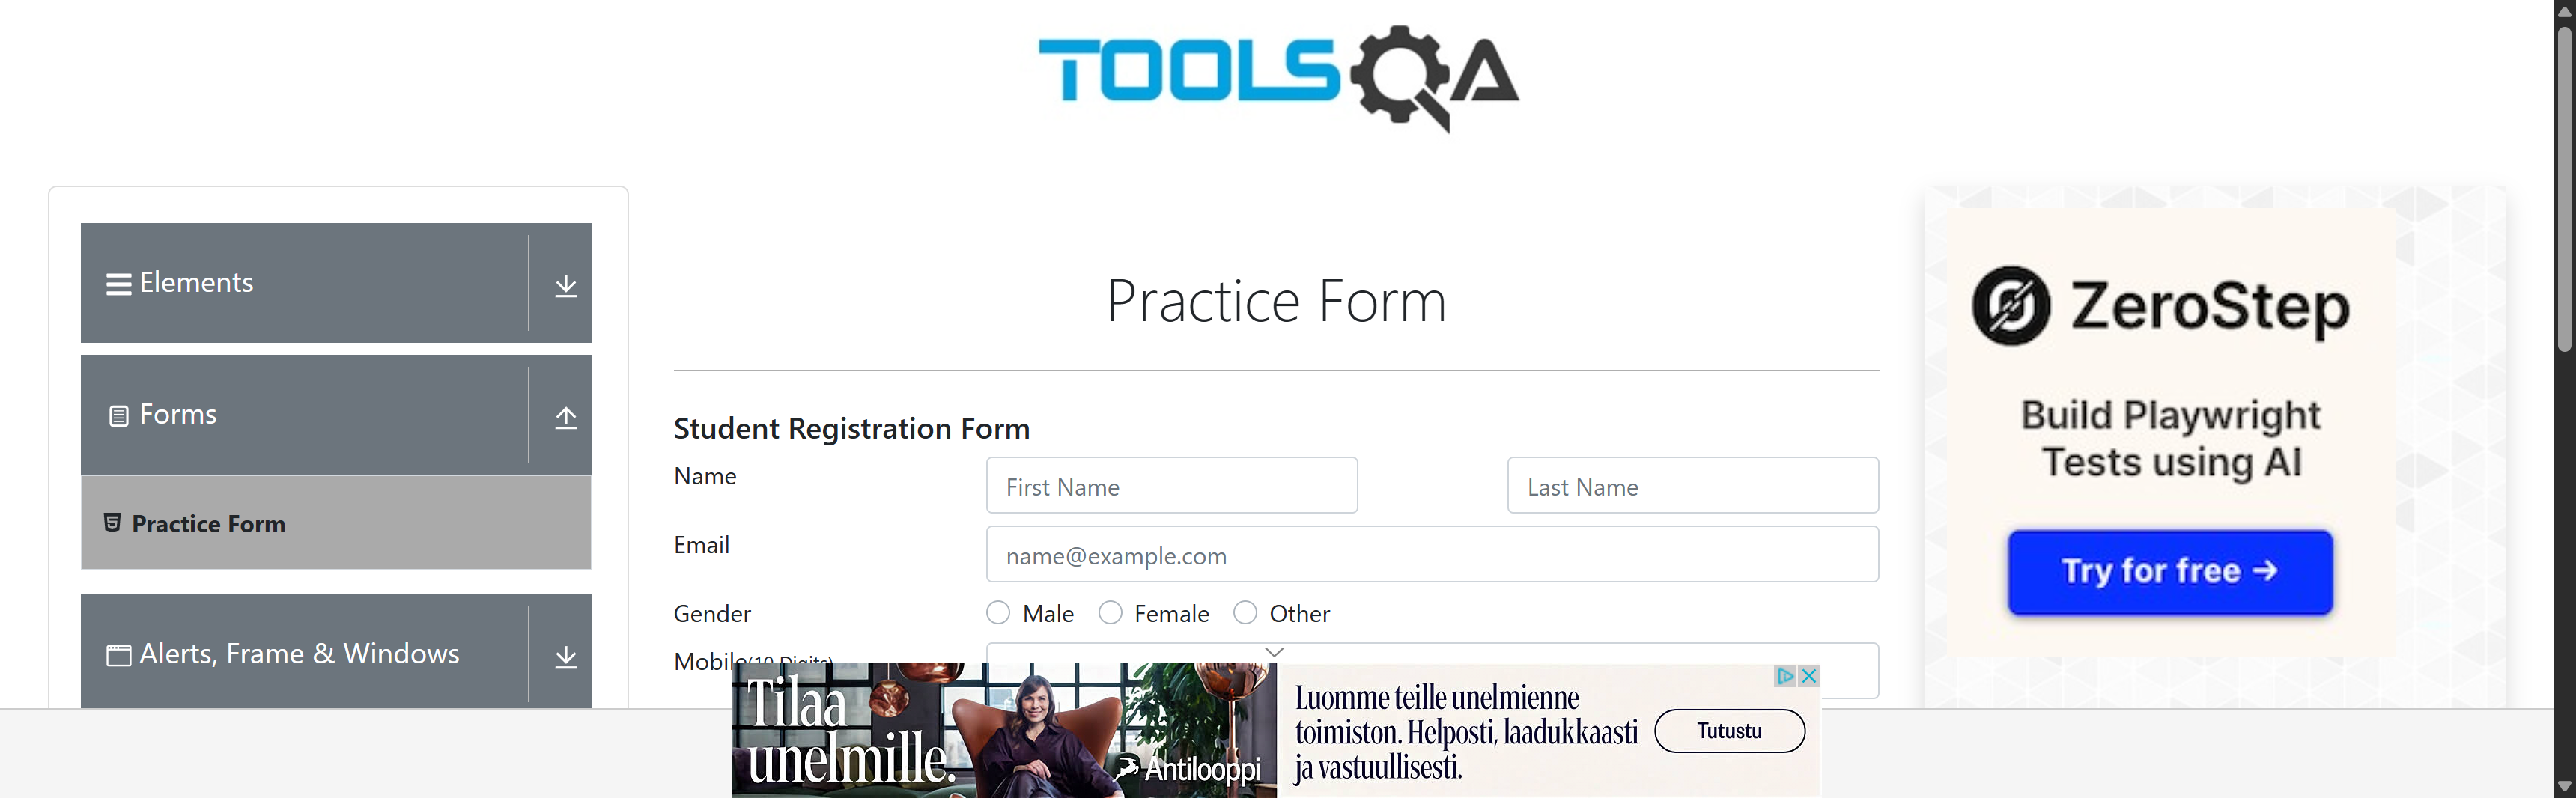 TOOLSQA
Elements
Forms
Practice Form
Alerts, Frame & Windows
Practice Form
Student Registration Form
Name
First Name
Last Name
Email
name@example.com
Gender
Male
Female
Other
Mobile(10 Digits)
ZeroStep
Build Playwright
Tests using AI
Try for free →
Tilaa
unelmille.
Antilooppi
Luomme teille unelmienne
toimiston. Helposti, laadukkaasti
ja vastuullisesti.
Tutustu